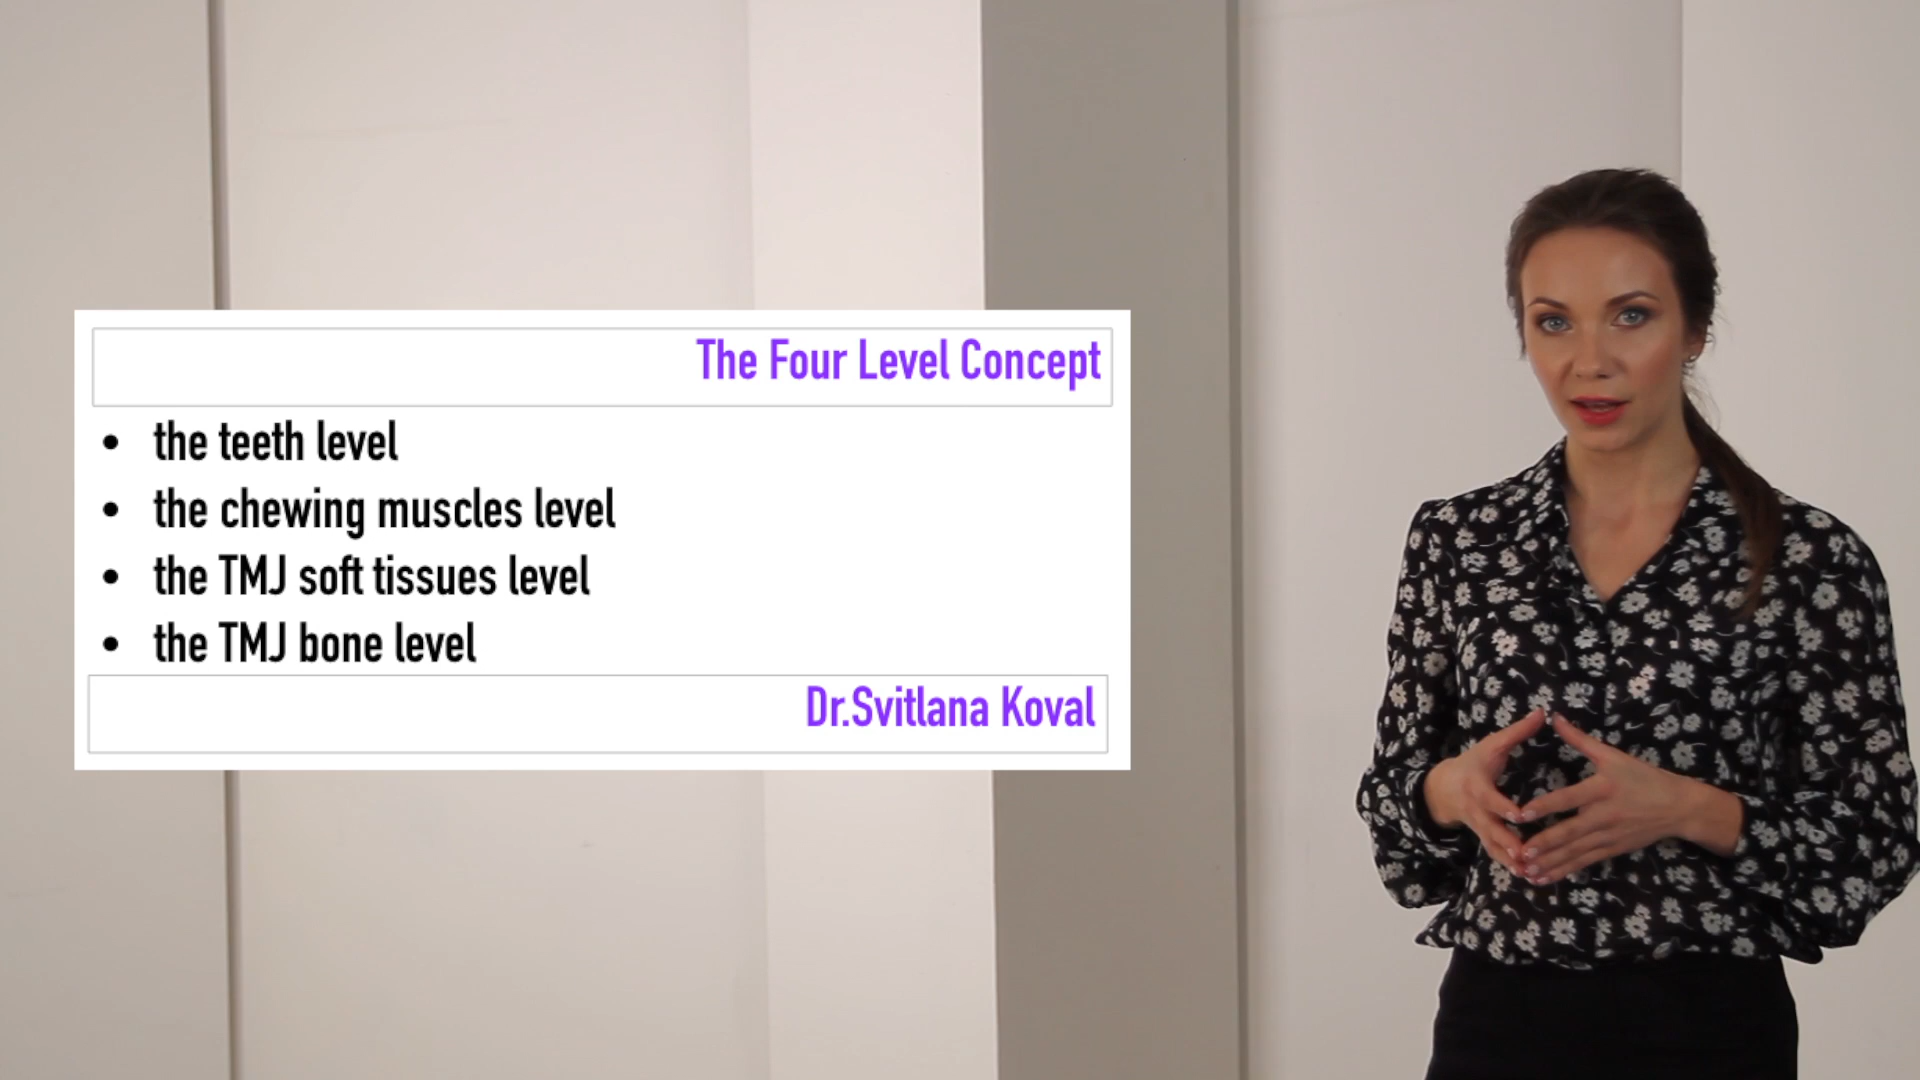 The Four Level Concept
• the teeth level
• the chewing muscles level
• the TMJ soft tissues level
• the TMJ bone level
Dr.Svitlana Koval